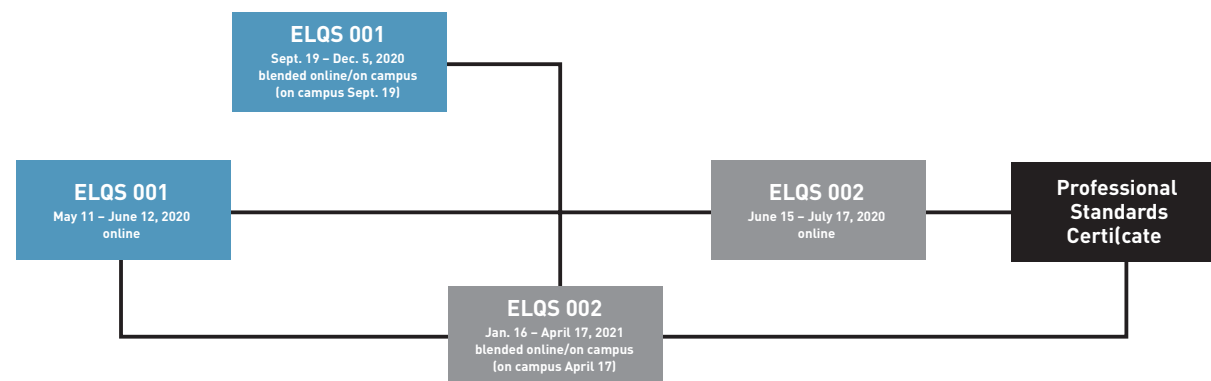 ELQS 001
Sept. 19 – Dec. 5, 2020
blended online/on campus
(on campus Sept. 19)
ELQS 001
May 11 – June 12, 2020
online
ELQS 002
June 15 – July 17, 2020
online
Professional
Standards
Certi(cate
ELQS 002
Jan. 16 – April 17, 2021
blended online/on campus
(on campus April 17)